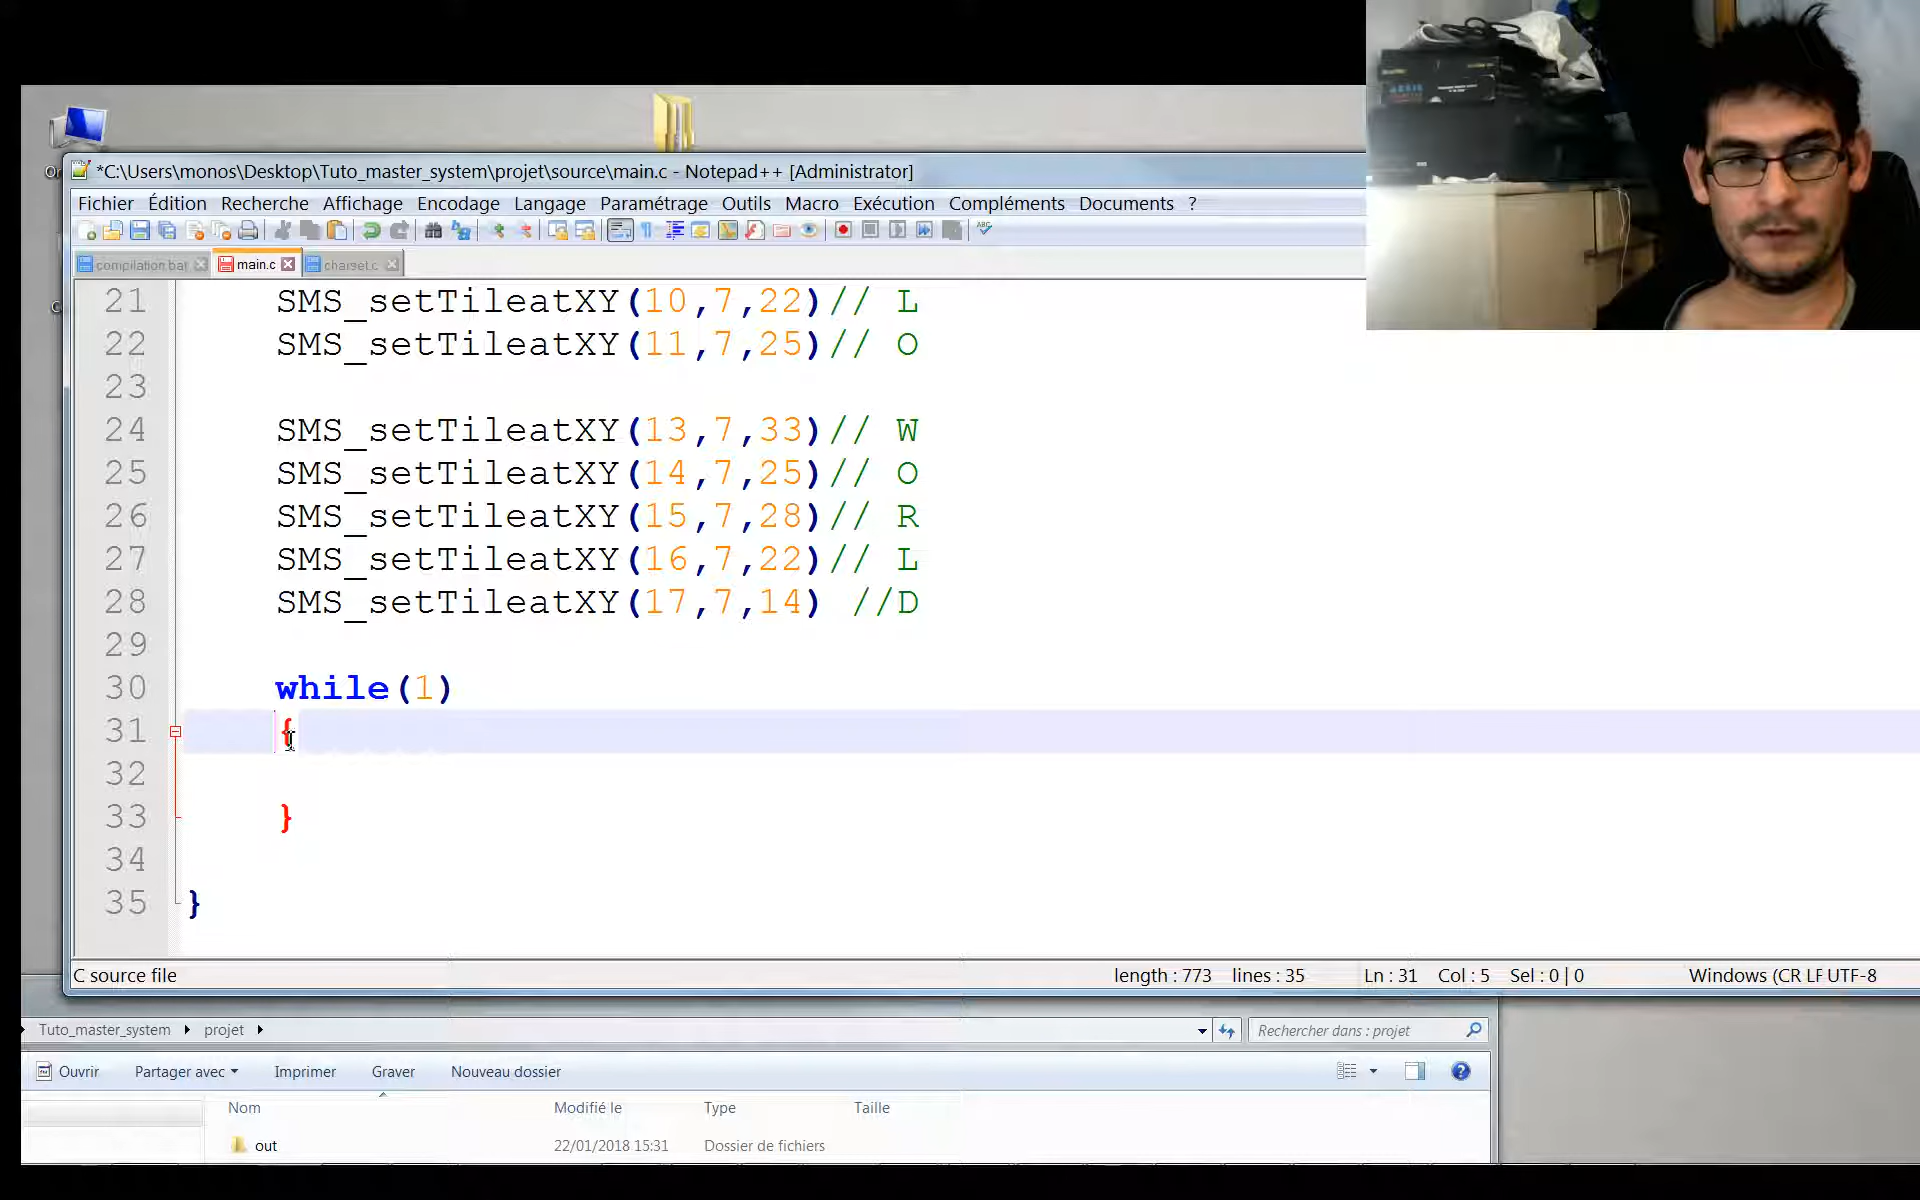 *C:\Users\monos\Desktop\Tuto_master_system\projet\source\main.c - Notepad++ [Administrator]
Fichier Édition Recherche Affichage Encodage Langage Paramétrage Outils Macro Exécution Compléments Documents ?
compilation.bat main.c charset.c
21 SMS_setTileatXY(10,7,22)// L
22 SMS_setTileatXY(11,7,25)// O
23
24 SMS_setTileatXY(13,7,33)// W
25 SMS_setTileatXY(14,7,25)// O
26 SMS_setTileatXY(15,7,28)// R
27 SMS_setTileatXY(16,7,22)// L
28 SMS_setTileatXY(17,7,14) //D
29
30 while(1)
31 {
32
33 }
34
35 }
C source file length : 773 lines : 35 Ln : 31 Col : 5 Sel : 0 | 0 Windows (CR LF UTF-8
Tuto_master_system projet Rechercher dans : projet
Ouvrir Partager avec Imprimer Graver Nouveau dossier
Nom Modifié le Type Taille
out 22/01/2018 15:31 Dossier de fichiers